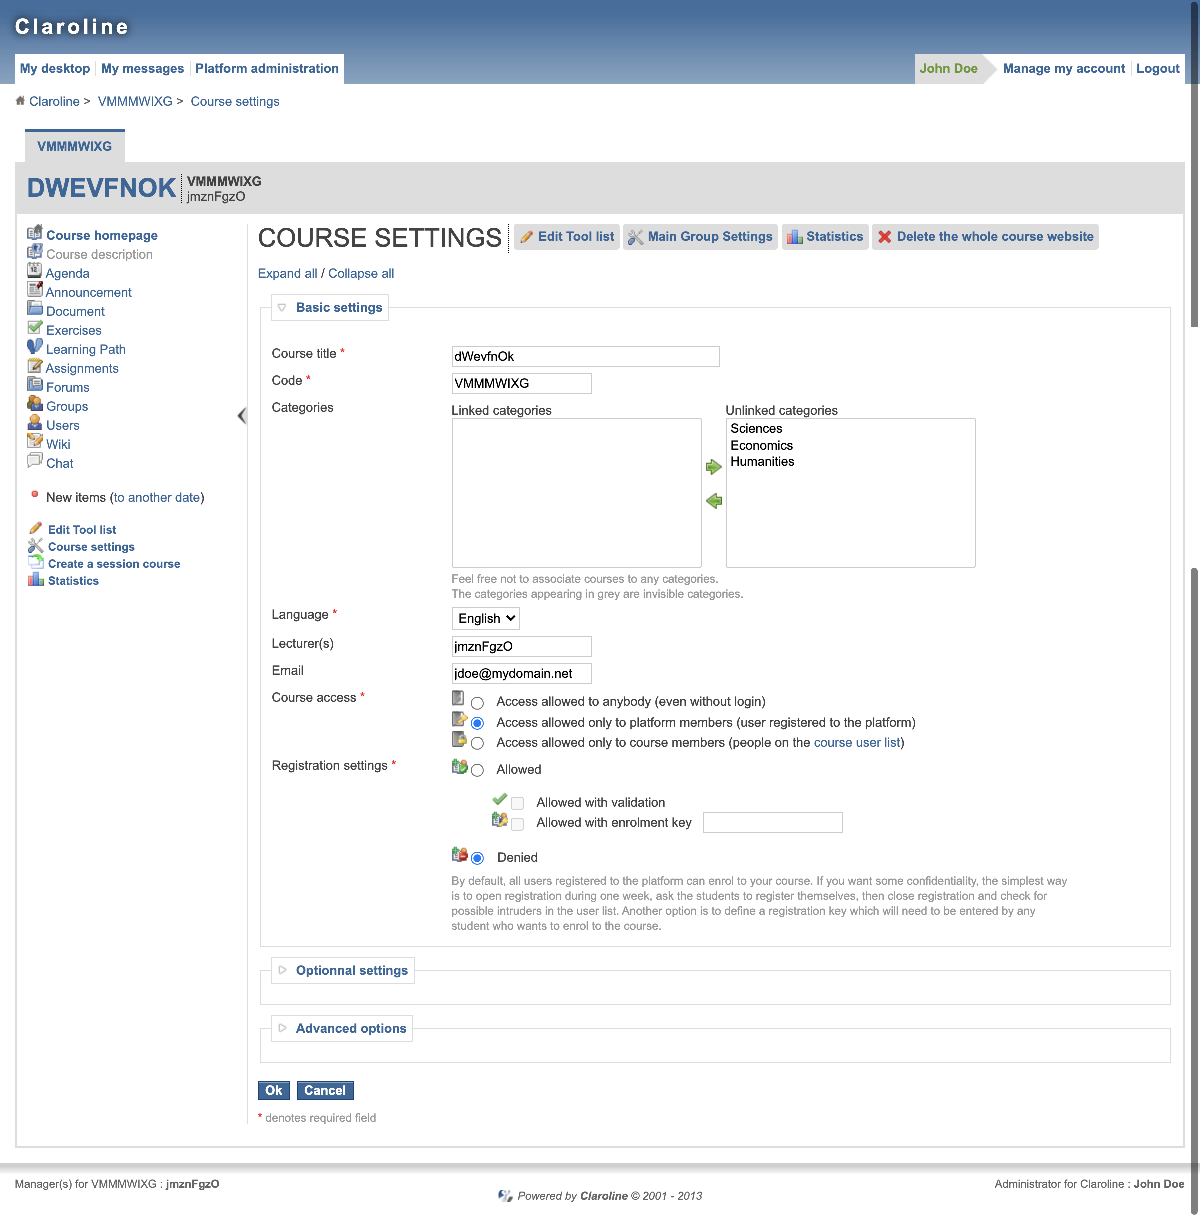 Claroline
My desktop My messages Platform administration
John Doe Manage my account Logout
Claroline > VMMMWIXG > Course settings
VMMMWIXG
DWEVFNOK
VMMMWIXG
jmznFgzO
Course homepage
Course description
Agenda
Announcement
Document
Exercises
Learning Path
Assignments
Forums
Groups
Users
Wiki
Chat
New items (to another date)
Edit Tool list
Course settings
Create a session course
Statistics
COURSE SETTINGS
Edit Tool list Main Group Settings Statistics Delete the whole course website
Expand all / Collapse all
Basic settings
Course title * dWevfnOk
Code * VMMMWIXG
Categories
Linked categories Unlinked categories
Sciences
Economics
Humanities
Feel free not to associate courses to any categories.
The categories appearing in grey are invisible categories.
Language * English
Lecturer(s) jmznFgzO
Email jdoe@mydomain.net
Course access * Access allowed to anybody (even without login)
Access allowed only to platform members (user registered to the platform)
Access allowed only to course members (people on the course user list)
Registration settings * Allowed
Allowed with validation
Allowed with enrolment key
Denied
By default, all users registered to the platform can enrol to your course. If you want some confidentiality, the simplest way
is to open registration during one week, ask the students to register themselves, then close registration and check for
possible intruders in the user list. Another option is to define a registration key which will need to be entered by any
student who wants to enrol to the course.
Optionnal settings
Advanced options
Ok Cancel
* denotes required field
Manager(s) for VMMMWIXG : jmznFgzO
Powered by Claroline © 2001 - 2013
Administrator for Claroline : John Doe